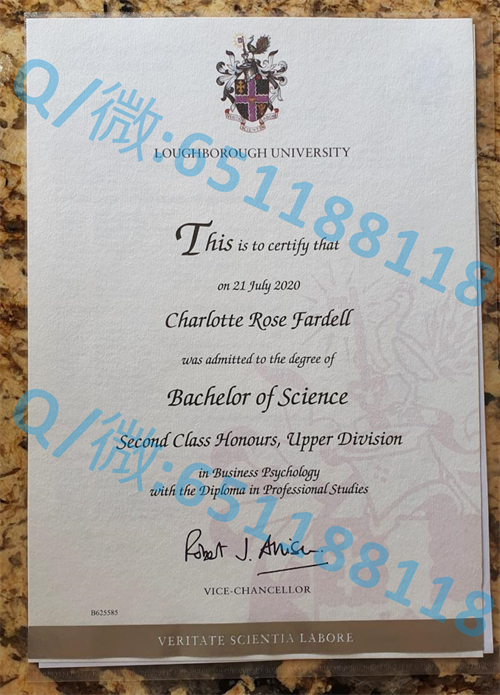 LOUGHBOROUGH UNIVERSITY
This is to certify that
on 21 July 2020
Charlotte Rose Fardell
was admitted to the degree of
Bachelor of Science
Second Class Honours, Upper Division
in Business Psychology
with the Diploma in Professional Studies
Robert J. Allison
VICE-CHANCELLOR
B625585
VERITATE SCIENTIA LABORE
Q/微:651188118
Q/微:651188118